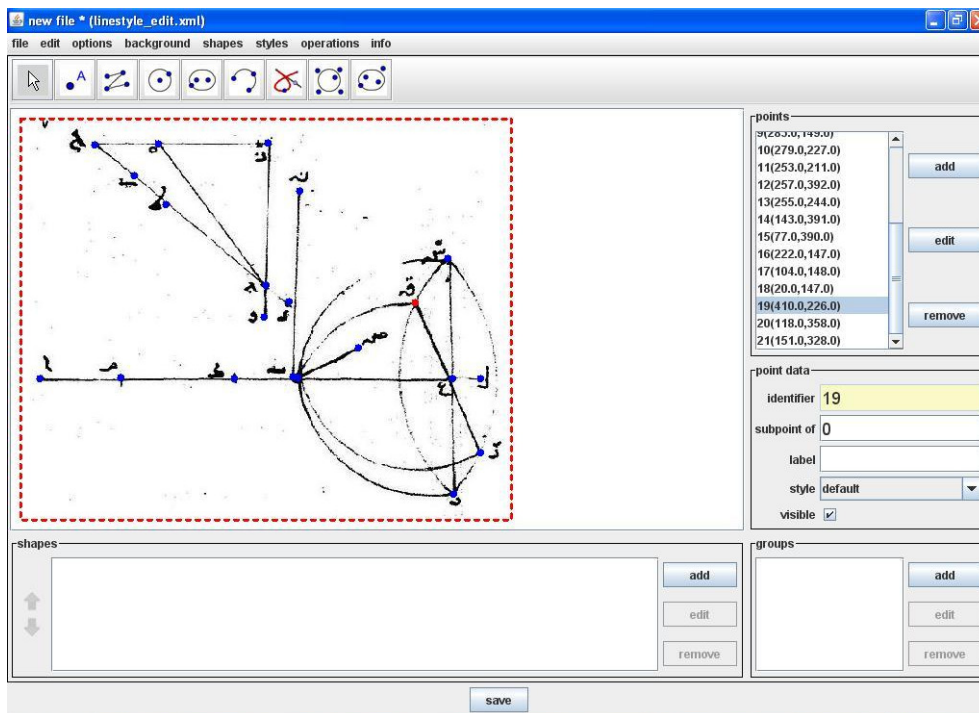 new file * (linestyle_edit.xml)
file edit options background shapes styles operations info
A
points
9(283.0,149.0)
10(279.0,227.0)
11(253.0,211.0)
12(257.0,392.0)
13(255.0,244.0)
14(143.0,391.0)
15(77.0,390.0)
16(222.0,147.0)
17(104.0,148.0)
18(20.0,147.0)
19(410.0,226.0)
20(118.0,358.0)
21(151.0,328.0)
add
edit
remove
point data
identifier 19
subpoint of 0
label
style default
visible
shapes
add
edit
remove
groups
add
edit
remove
save